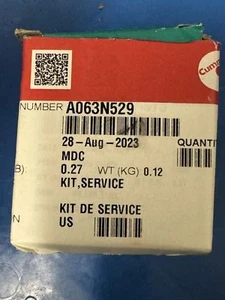 Cumm
NUMBER A063N529
28-Aug-2023 QUANTI
MDC
B) 0.27 WT (KG) 0.12
KIT,SERVICE
KIT DE SERVICE
US
N